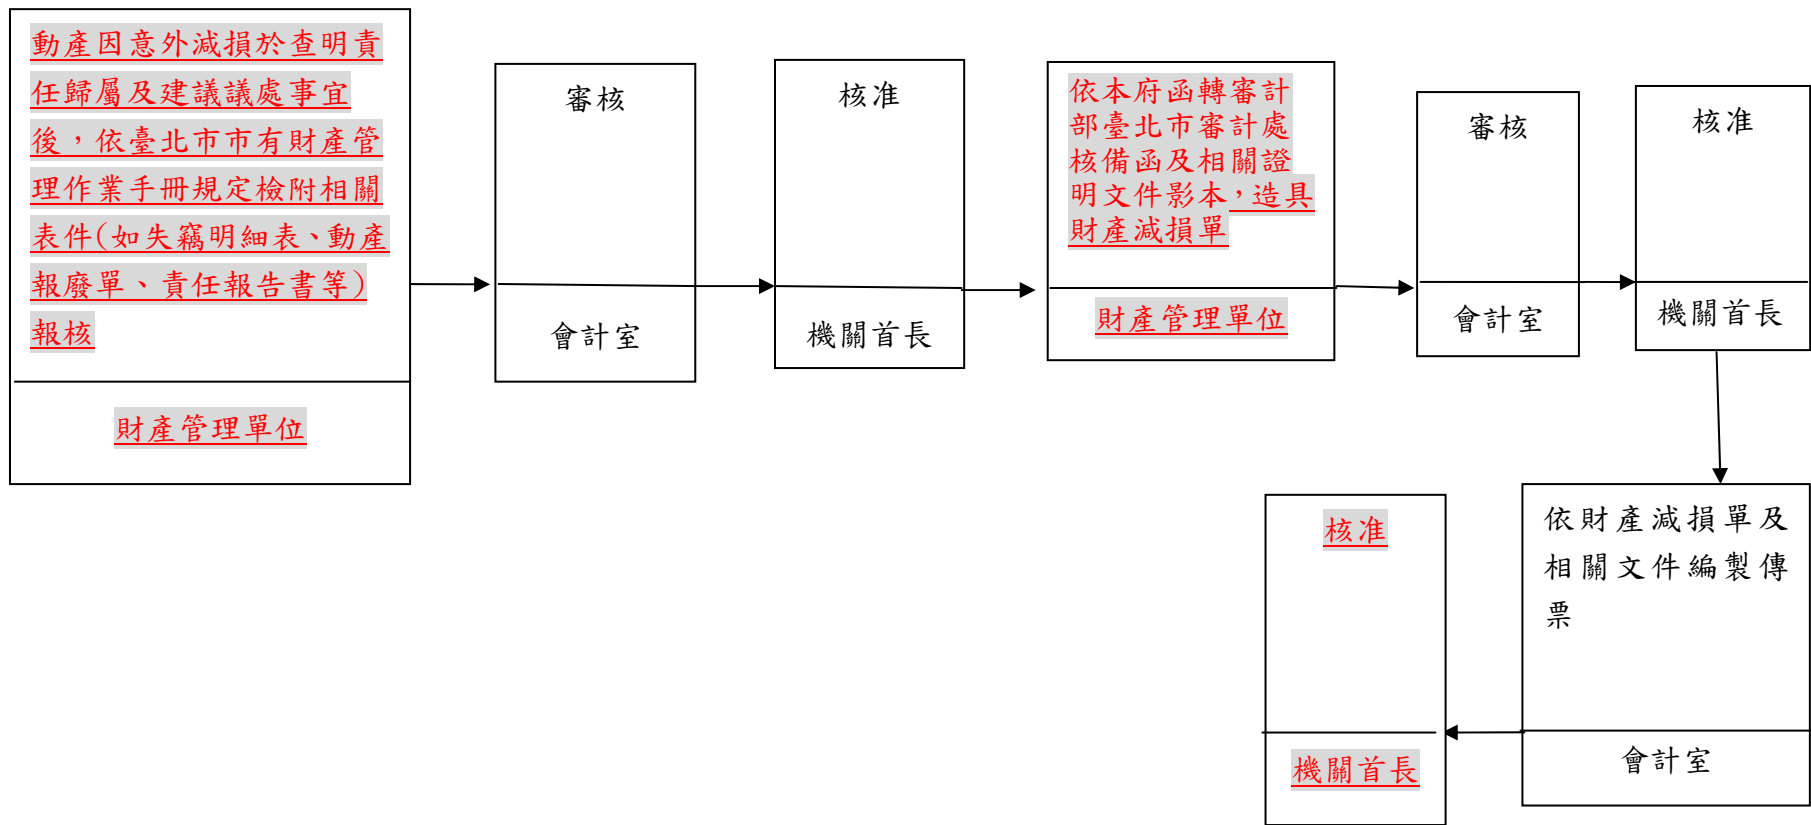 動產因意外減損於查明責
任歸屬及建議議處事宜
後，依臺北市市有財產管
理作業手冊規定檢附相關
表件(如失竊明細表、動產
報廢單、責任報告書等)
報核
財產管理單位
審核
會計室
核准
機關首長
依本府函轉審計
部臺北市審計處
核備函及相關證
明文件影本，造具
財產減損單
財產管理單位
審核
會計室
核准
機關首長
依財產減損單及
相關文件編製傳
票
會計室
核准
機關首長